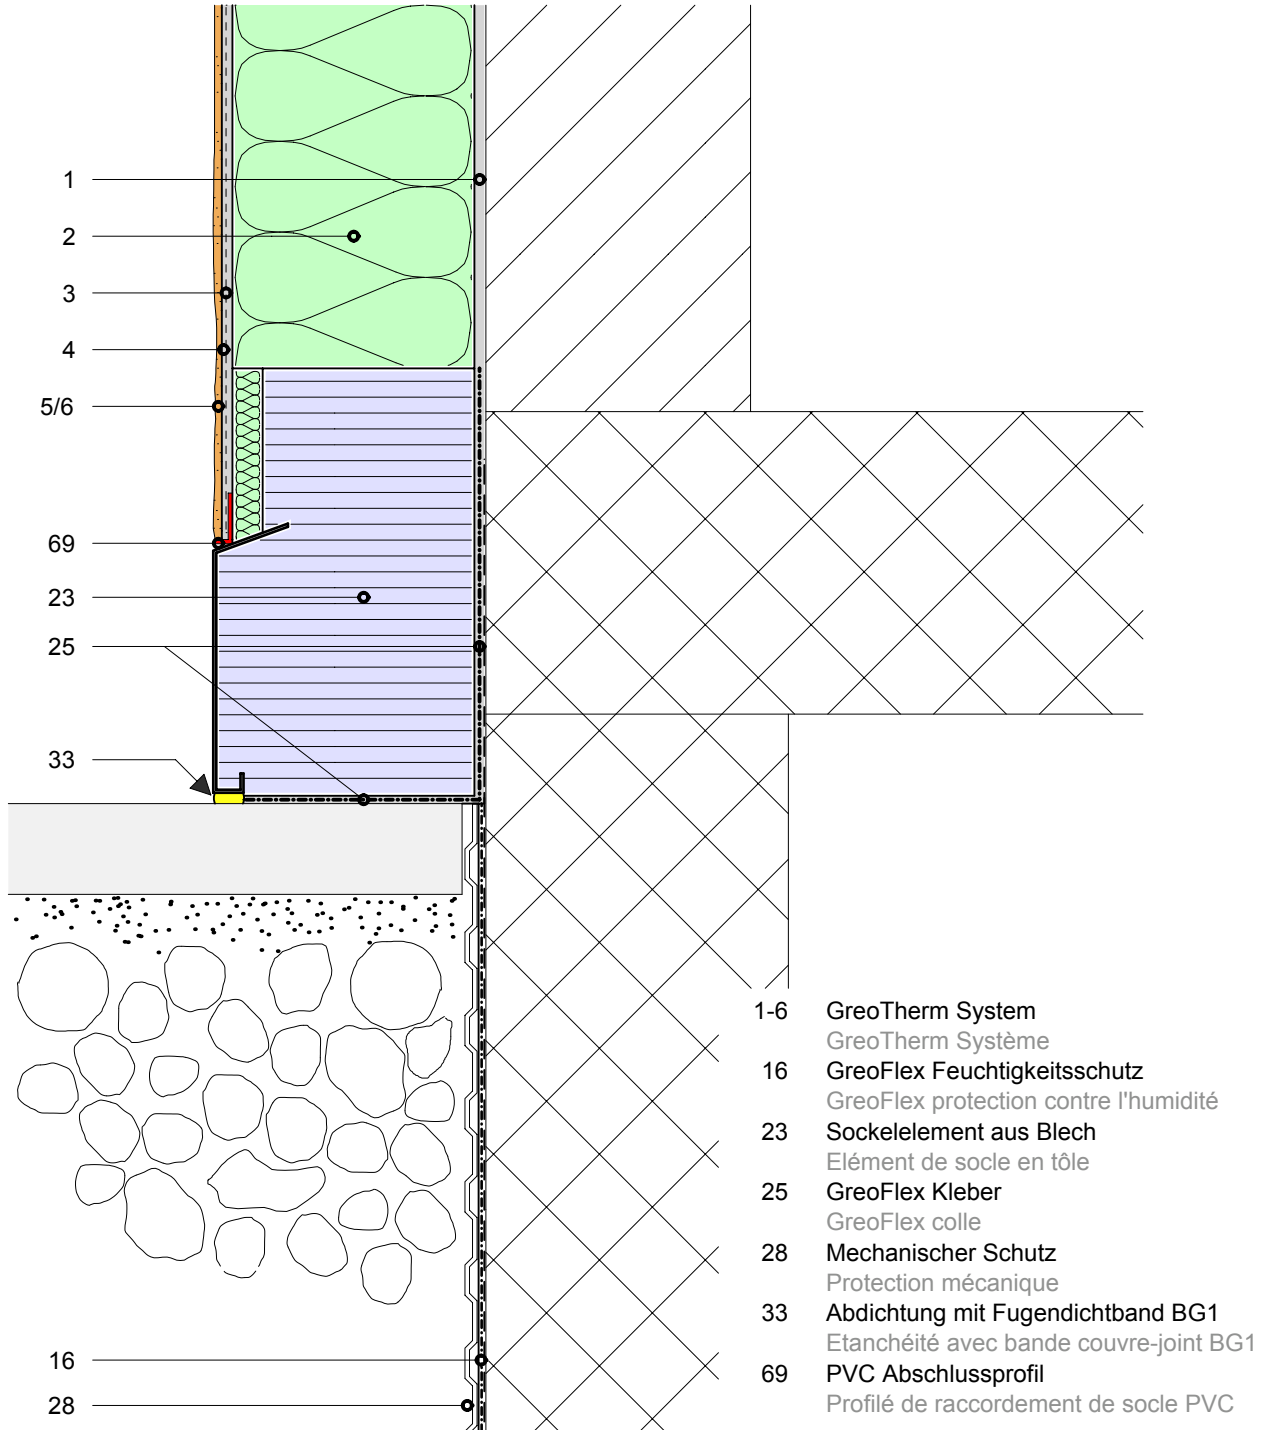 1
2
3
4
5/6
69
23
25
33
16
28
1-6 GreoTherm System
GreoTherm Système
16 GreoFlex Feuchtigkeitsschutz
GreoFlex protection contre l'humidité
23 Sockelelement aus Blech
Elément de socle en tôle
25 GreoFlex Kleber
GreoFlex colle
28 Mechanischer Schutz
Protection mécanique
33 Abdichtung mit Fugendichtband BG1
Etanchéité avec bande couvre-joint BG1
69 PVC Abschlussprofil
Profilé de raccordement de socle PVC